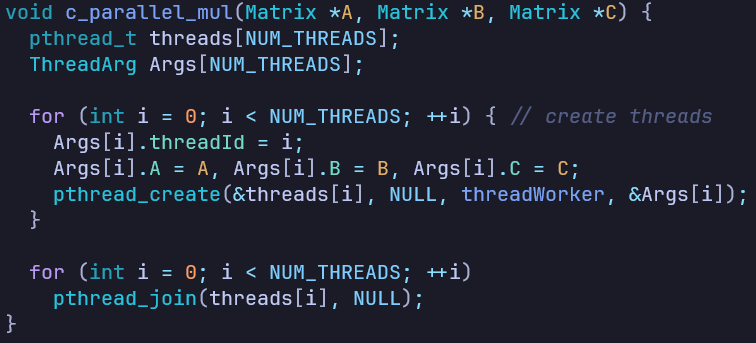 void c_parallel_mul(Matrix *A, Matrix *B, Matrix *C) {
  pthread_t threads[NUM_THREADS];
  ThreadArg Args[NUM_THREADS];

  for (int i = 0; i < NUM_THREADS; ++i) { // create threads
    Args[i].threadId = i;
    Args[i].A = A, Args[i].B = B, Args[i].C = C;
    pthread_create(&threads[i], NULL, threadWorker, &Args[i]);
  }

  for (int i = 0; i < NUM_THREADS; ++i)
    pthread_join(threads[i], NULL);
}